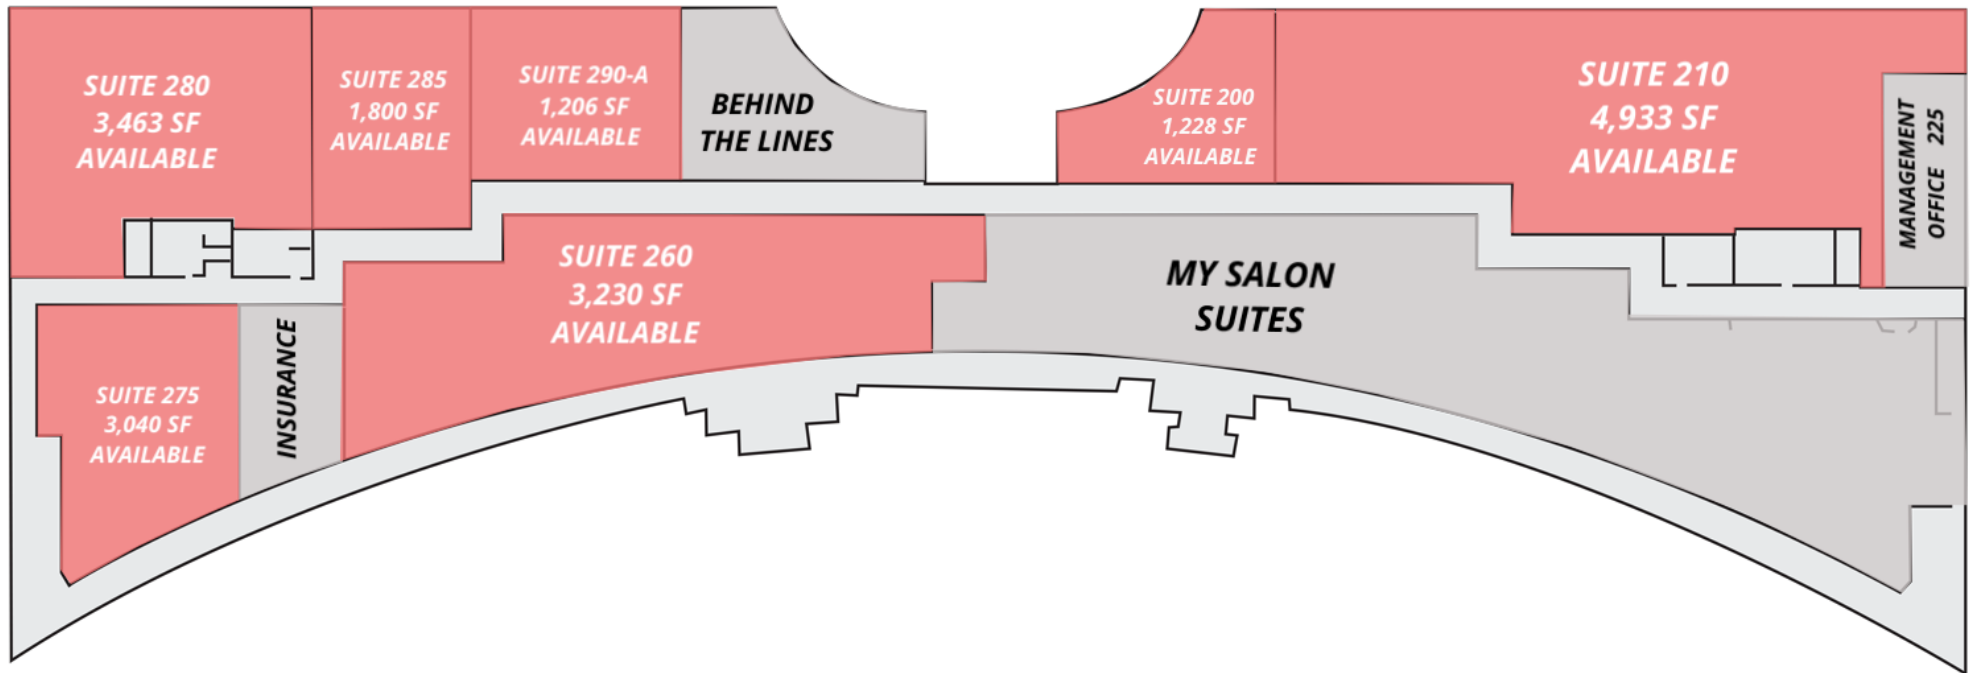 SUITE 280
3,463 SF
AVAILABLE
SUITE 285
1,800 SF
AVAILABLE
SUITE 290-A
1,206 SF
AVAILABLE
BEHIND
THE LINES
SUITE 200
1,228 SF
AVAILABLE
SUITE 210
4,933 SF
AVAILABLE
MANAGEMENT
OFFICE 225
SUITE 260
3,230 SF
AVAILABLE
MY SALON
SUITES
SUITE 275
3,040 SF
AVAILABLE
INSURANCE